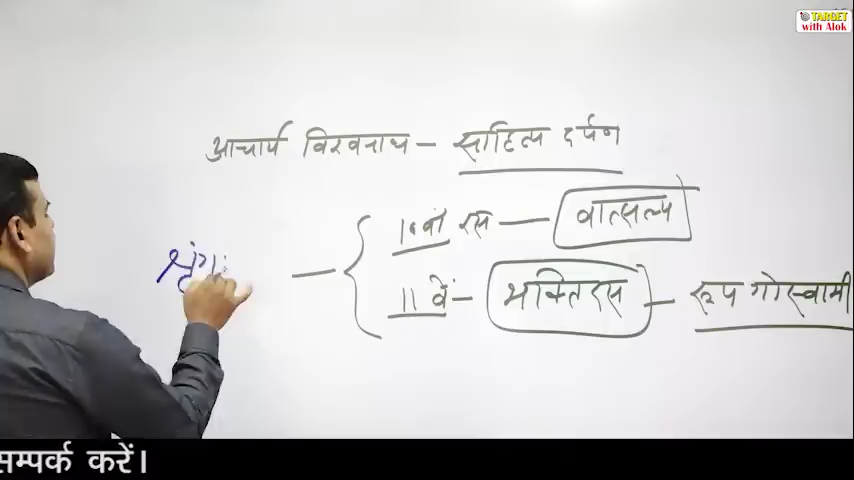 TARGET
with Alok
आचार्य विश्वनाथ - साहित्य दर्पण
10वां रस - वात्सल्य
श्रृंगा -
11 वें - भक्तिरस - रूप गोस्वामी
सम्पर्क करें।